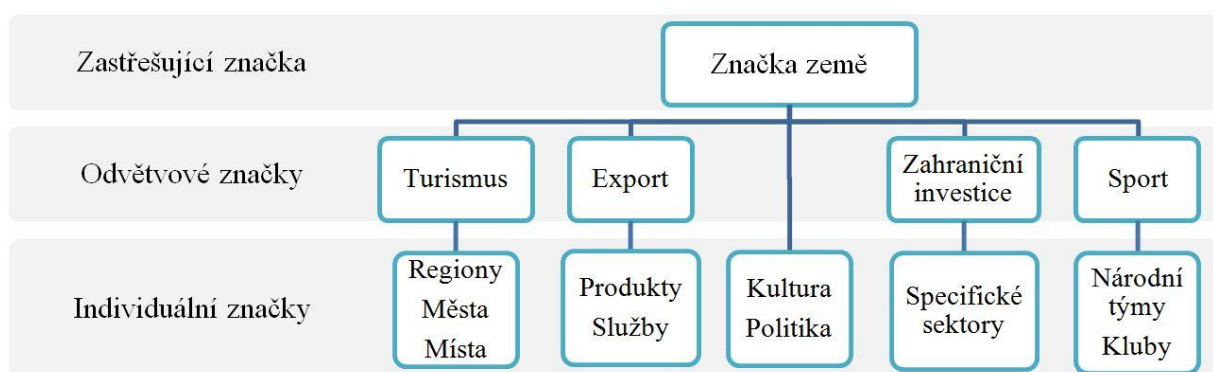 Zastřešující značka
Značka země
Odvětvové značky
Turismus
Export
Zahraniční
investice
Sport
Individuální značky
Regiony
Města
Místa
Produkty
Služby
Kultura
Politika
Specifické
sektory
Národní
týmy
Kluby